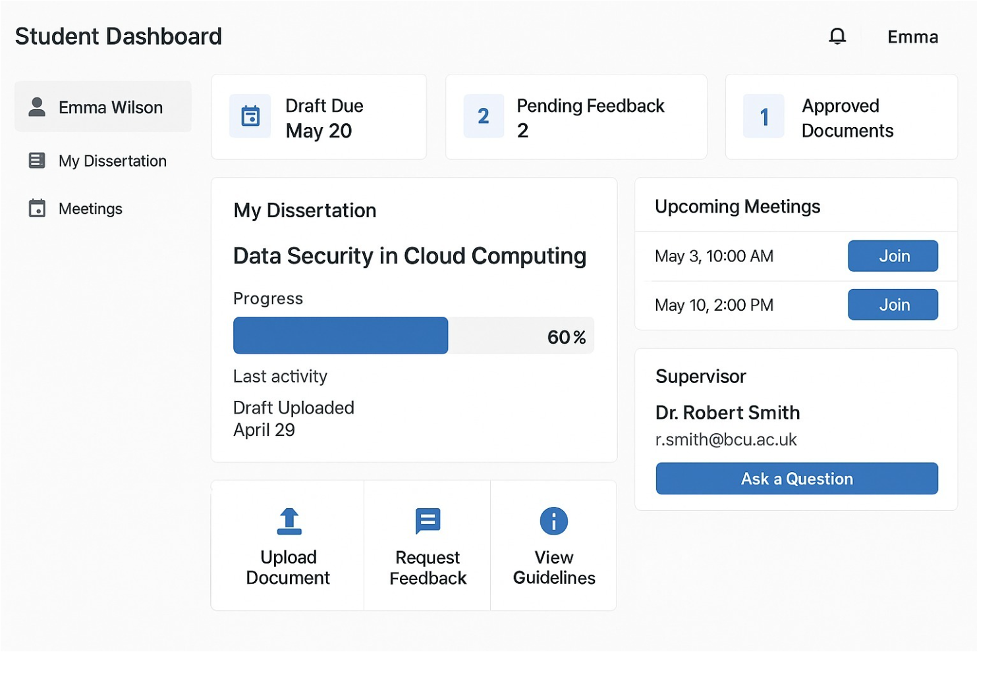 Student Dashboard
Emma
Emma Wilson
My Dissertation
Meetings
Draft Due
May 20
2
Pending Feedback
2
1
Approved
Documents
My Dissertation
Data Security in Cloud Computing
Progress
60%
Last activity
Draft Uploaded
April 29
Upcoming Meetings
May 3, 10:00 AM
Join
May 10, 2:00 PM
Join
Supervisor
Dr. Robert Smith
r.smith@bcu.ac.uk
Ask a Question
Upload
Document
Request
Feedback
View
Guidelines